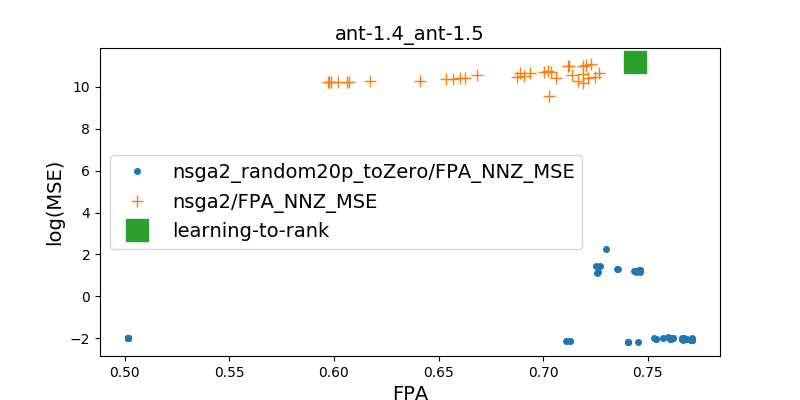 ant-1.4_ant-1.5
log(MSE)
10
8
6
4
2
0
−2
nsga2_random20p_toZero/FPA_NNZ_MSE
nsga2/FPA_NNZ_MSE
learning-to-rank
0.50 0.55 0.60 0.65 0.70 0.75
FPA